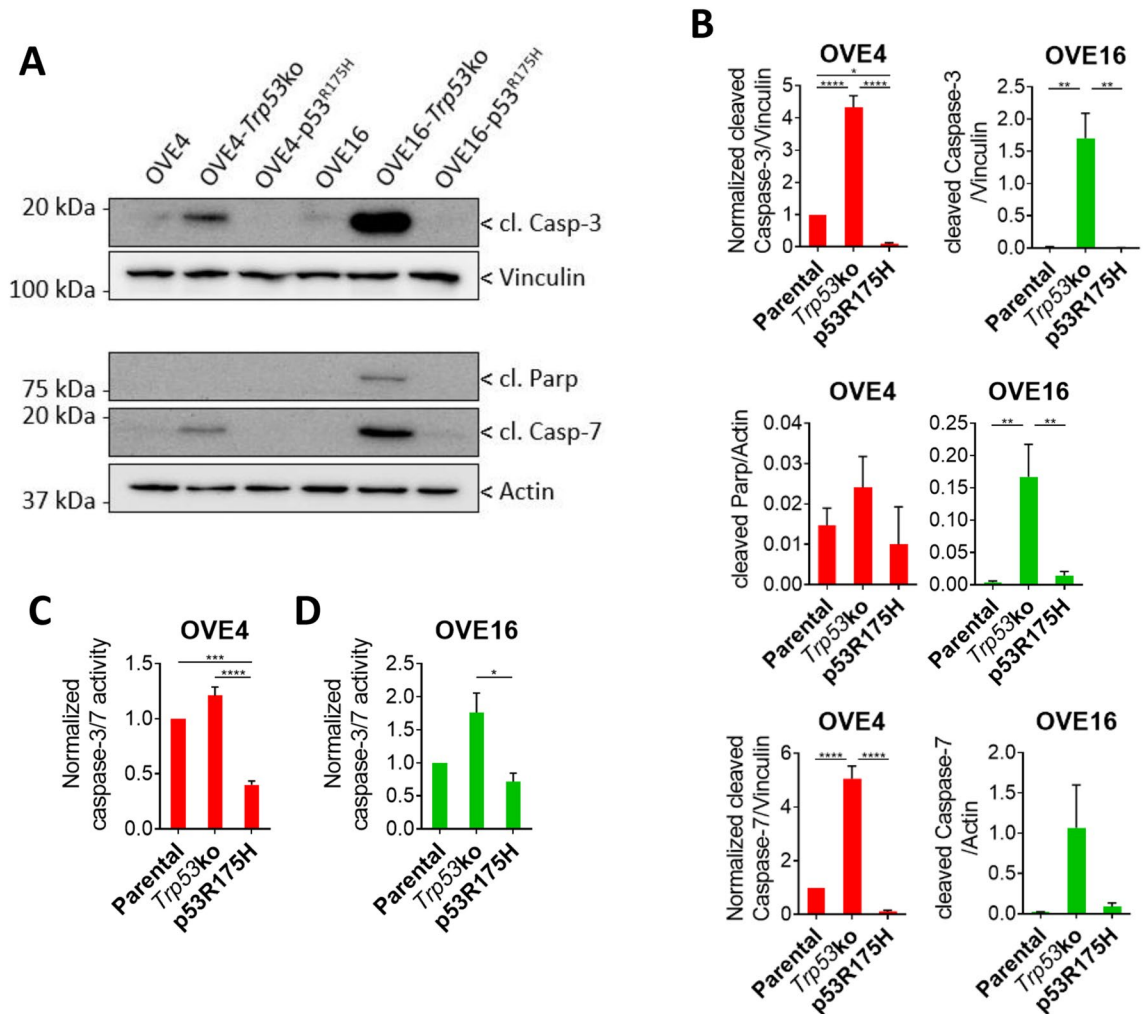 A
OVE4
OVE4-Trp53ko
OVE4-p53R175H
OVE16
OVE16-Trp53ko
OVE16-p53R175H
20 kDa
< cl. Casp-3
100 kDa
< Vinculin
75 kDa
< cl. Parp
20 kDa
< cl. Casp-7
37 kDa
< Actin
B
OVE4
Normalized cleaved
Caspase-3/Vinculin
5
4
3
2
1
0
*
**** ****
Parental
Trp53ko
p53R175H
OVE16
cleaved Caspase-3
/Vinculin
2.5
2.0
1.5
1.0
0.5
0.0
** **
Parental
Trp53ko
p53R175H
OVE4
cleaved Parp/Actin
0.05
0.04
0.03
0.02
0.01
0.00
Parental
Trp53ko
p53R175H
OVE16
0.25
0.20
0.15
0.10
0.05
0.00
** **
Parental
Trp53ko
p53R175H
OVE4
Normalized cleaved
Caspase-7/Vinculin
6
4
2
0
**** ****
Parental
Trp53ko
p53R175H
OVE16
cleaved Caspase-7
/Actin
2.0
1.5
1.0
0.5
0.0
Parental
Trp53ko
p53R175H
C
OVE4
Normalized
caspase-3/7 activity
1.5
1.0
0.5
0.0
***
****
Parental
Trp53ko
p53R175H
D
OVE16
Normalized
caspase-3/7 activity
2.5
2.0
1.5
1.0
0.5
0.0
*
Parental
Trp53ko
p53R175H